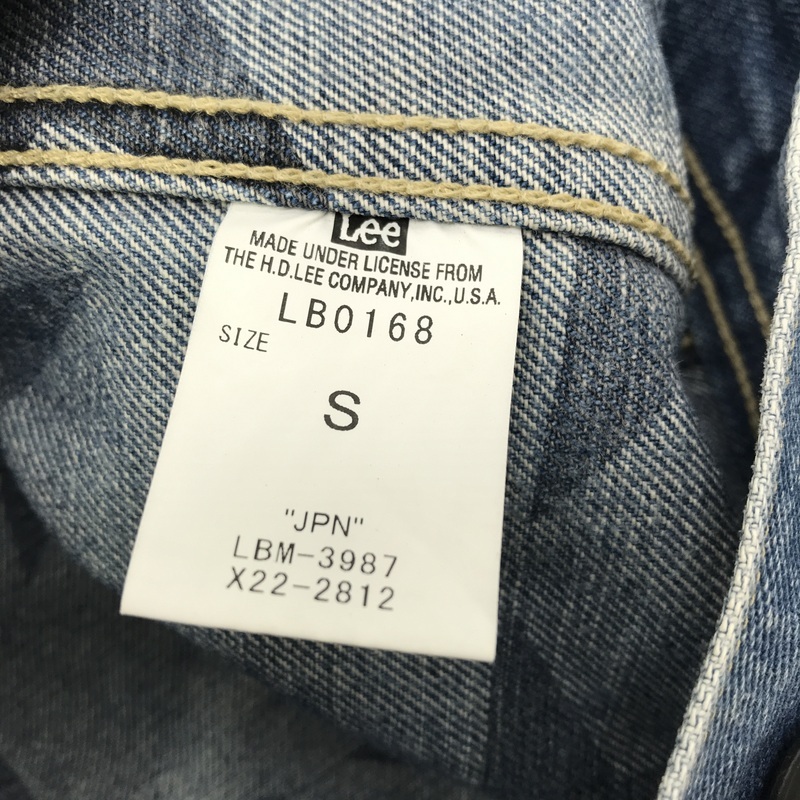 Lee
MADE UNDER LICENSE FROM
THE H.D.LEE COMPANY,INC.,U.S.A.
LB0168
SIZE
S
"JPN"
LBM-3987
X22-2812